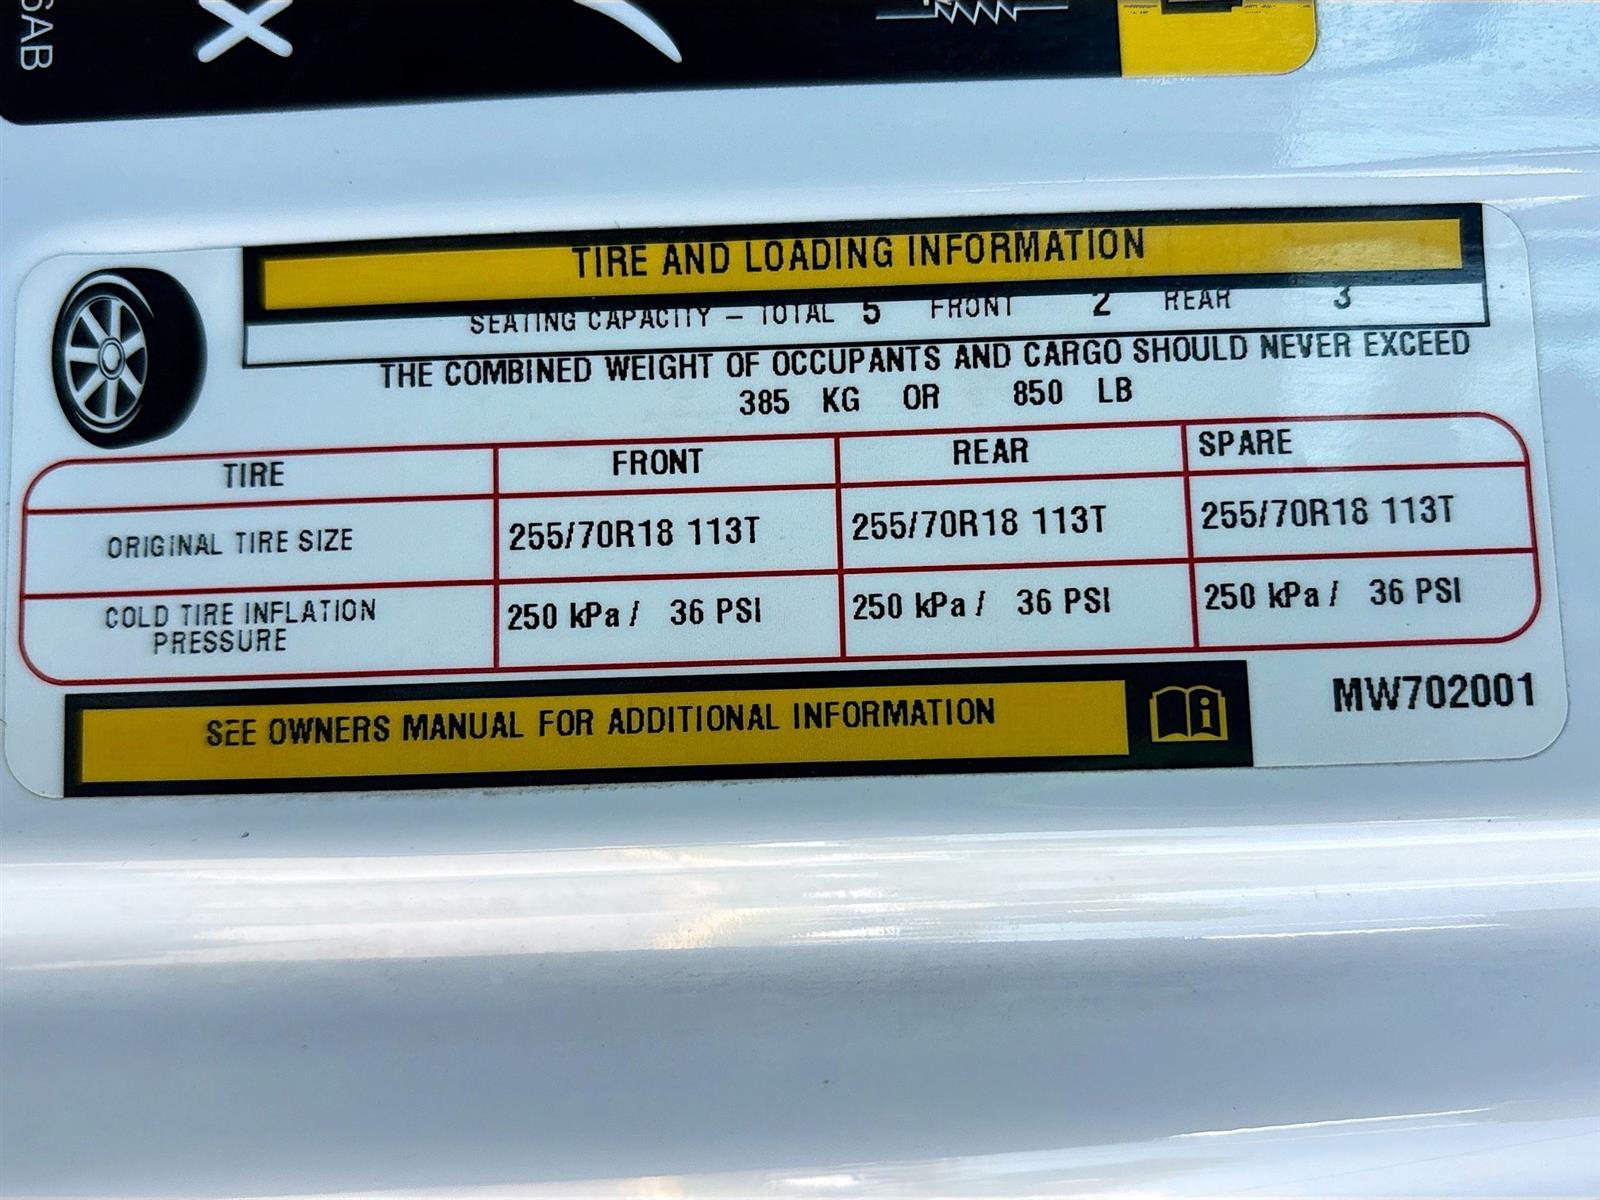 6AB
TIRE AND LOADING INFORMATION
SEATING CAPACITY – TOTAL 5 FRONT 2 REAR 3
THE COMBINED WEIGHT OF OCCUPANTS AND CARGO SHOULD NEVER EXCEED
385 KG OR 850 LB
TIRE FRONT REAR SPARE
ORIGINAL TIRE SIZE 255/70R18 113T 255/70R18 113T 255/70R18 113T
COLD TIRE INFLATION PRESSURE 250 kPa / 36 PSI 250 kPa / 36 PSI 250 kPa / 36 PSI
SEE OWNERS MANUAL FOR ADDITIONAL INFORMATION
MW702001